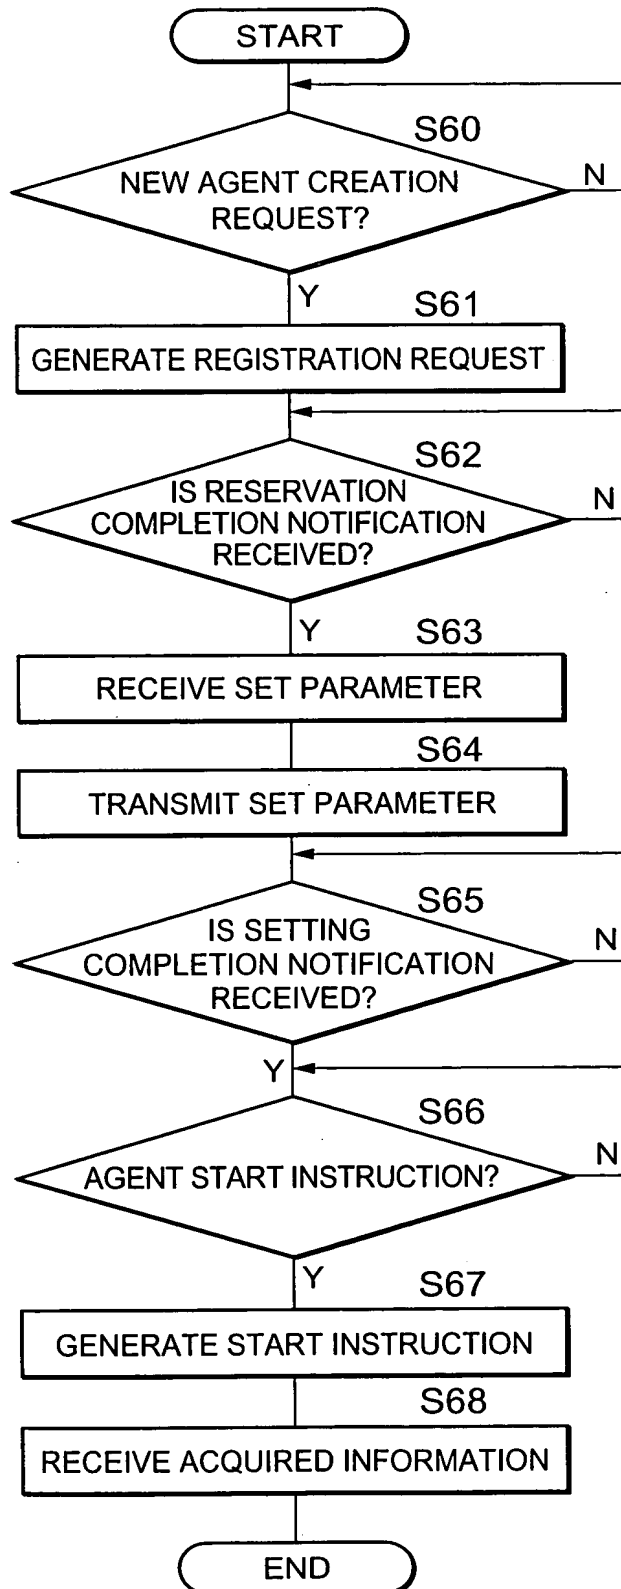 START
S60
NEW AGENT CREATION
REQUEST?
N
Y
S61
GENERATE REGISTRATION REQUEST
S62
IS RESERVATION
COMPLETION NOTIFICATION
RECEIVED?
N
Y
S63
RECEIVE SET PARAMETER
S64
TRANSMIT SET PARAMETER
S65
IS SETTING
COMPLETION NOTIFICATION
RECEIVED?
N
Y
S66
AGENT START INSTRUCTION?
N
Y
S67
GENERATE START INSTRUCTION
S68
RECEIVE ACQUIRED INFORMATION
END